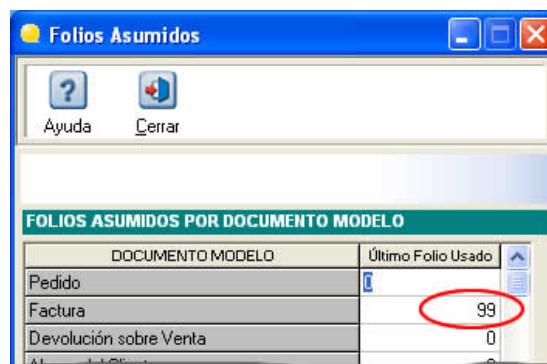 Folios Asumidos
Ayuda Cerrar
FOLIOS ASUMIDOS POR DOCUMENTO MODELO
DOCUMENTO MODELO Último Folio Usado
Pedido 0
Factura 99
Devolución sobre Venta 0